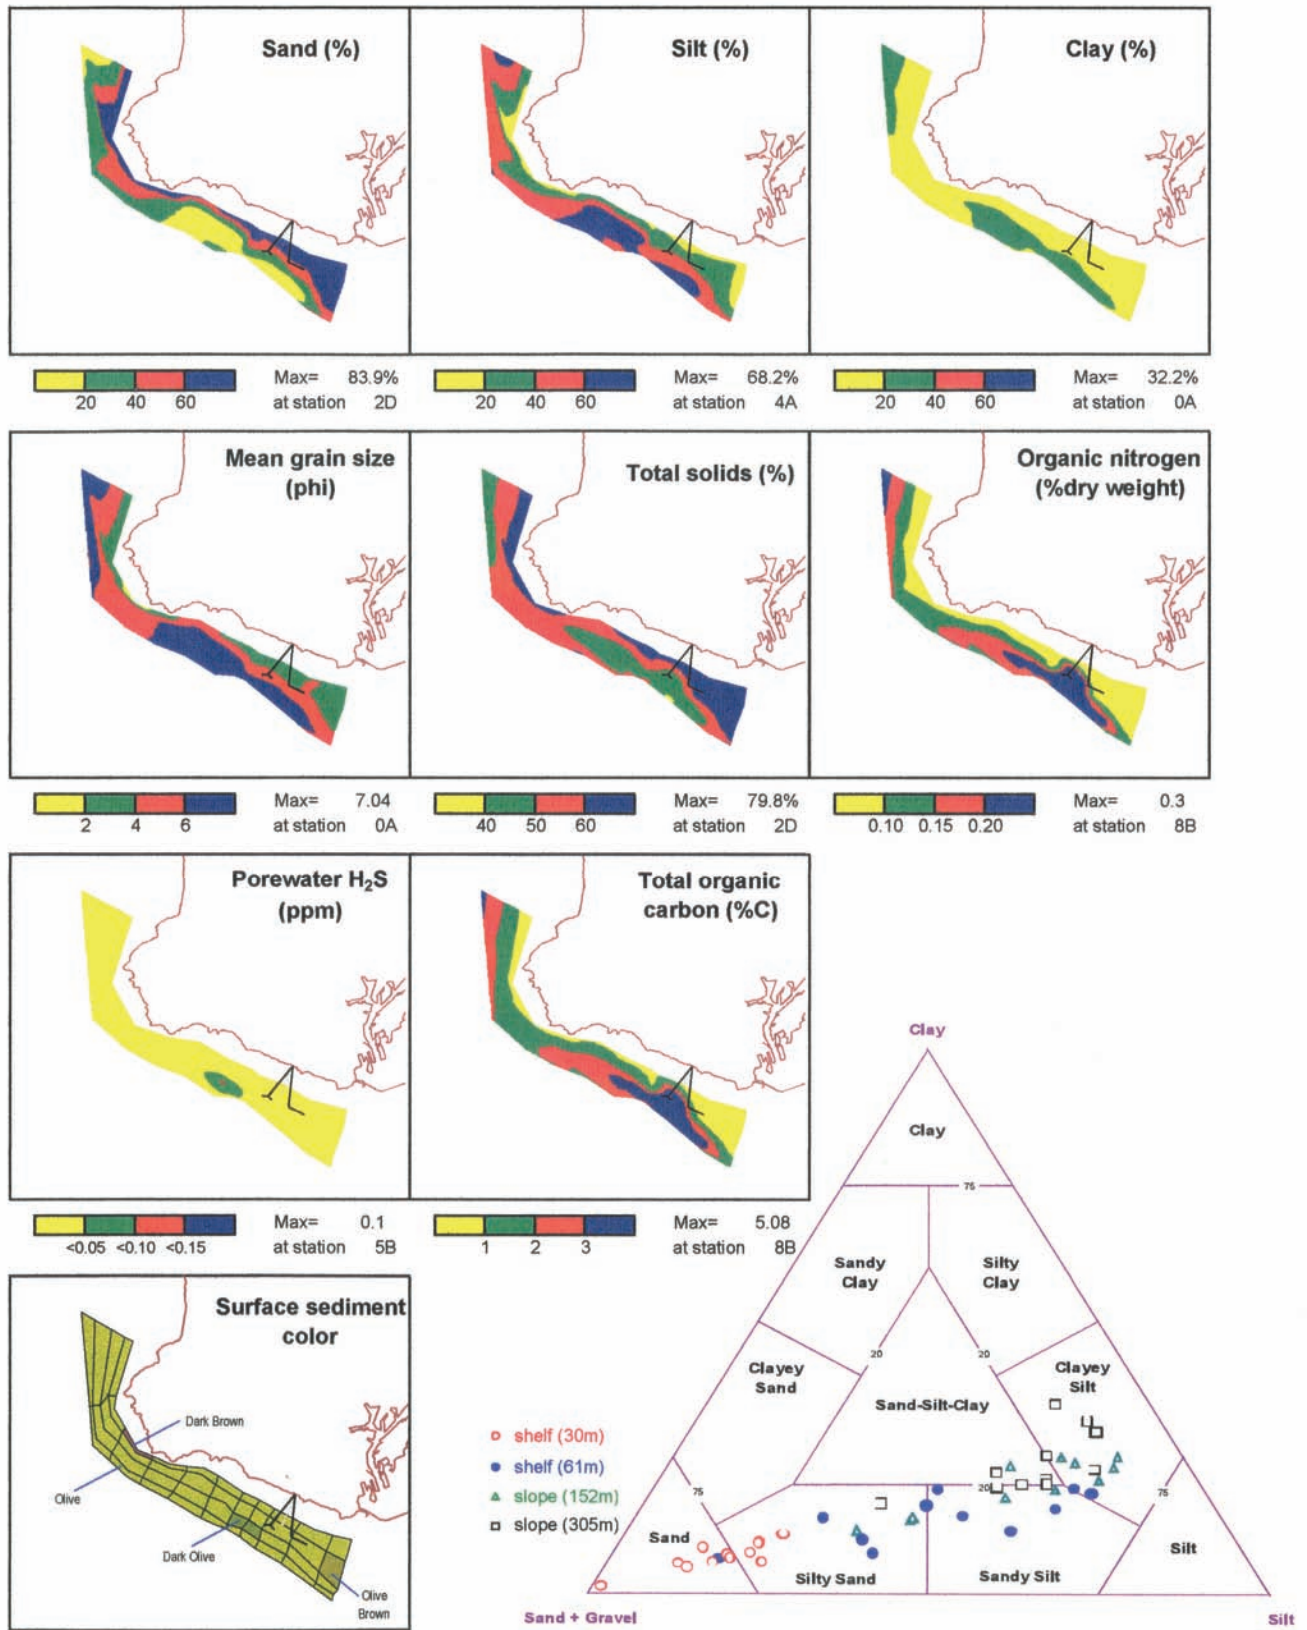 Sand (%)
Silt (%)
Clay (%)
20 40 60
Max= 83.9%
at station 2D
20 40 60
Max= 68.2%
at station 4A
20 40 60
Max= 32.2%
at station 0A
Mean grain size
(phi)
Total solids (%)
Organic nitrogen
(%dry weight)
2 4 6
Max= 7.04
at station 0A
40 50 60
Max= 79.8%
at station 2D
0.10 0.15 0.20
Max= 0.3
at station 8B
Porewater H₂S
(ppm)
Total organic
carbon (%C)
<0.05 <0.10 <0.15
Max= 0.1
at station 5B
1 2 3
Max= 5.08
at station 8B
Surface sediment
color
Dark Brown
Olive
Dark Olive
Olive
Brown
Clay
Clay
75
Sandy
Clay
Silty
Clay
20
20
Clayey
Sand
Clayey
Silt
Sand-Silt-Clay
shelf (30m)
shelf (61m)
slope (152m)
slope (305m)
75
20
75
Sand
Silty Sand
Sandy Silt
Silt
Sand + Gravel
Silt